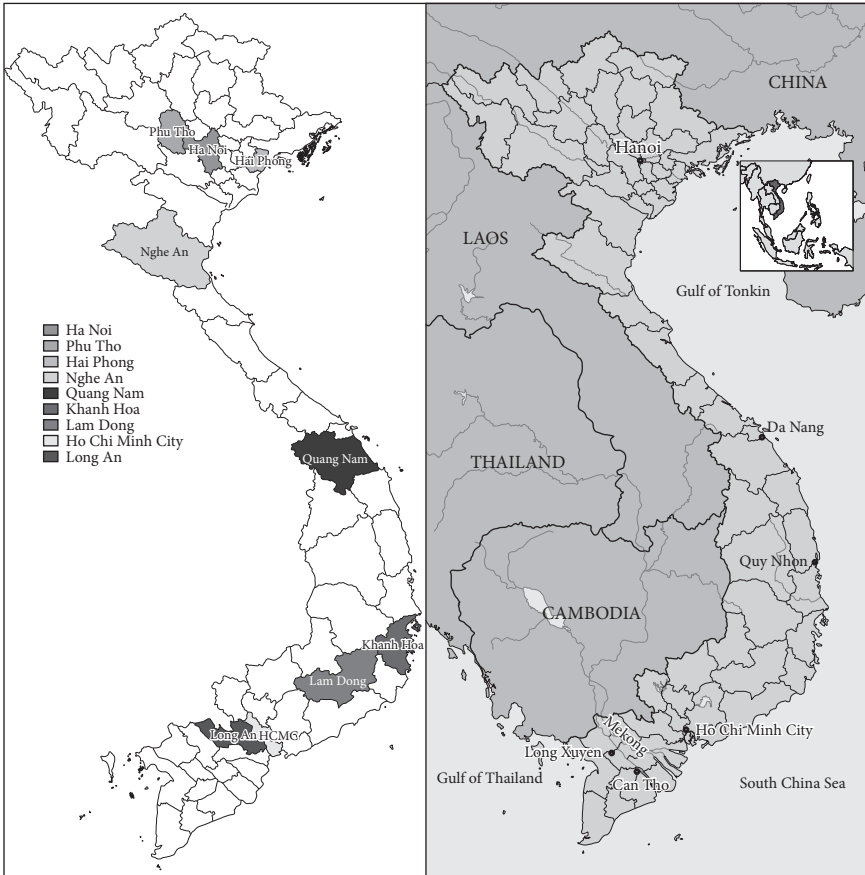 Phu Tho
Ha Noi
Hai Phong
Nghe An
Ha Noi
Phu Tho
Hai Phong
Nghe An
Quang Nam
Khanh Hoa
Lam Dong
Ho Chi Minh City
Long An
Quang Nam
Khanh Hoa
Lam Dong
Long An
HCMC
CHINA
Hanoi
LAOS
Gulf of Tonkin
Da Nang
THAILAND
Quy Nhon
CAMBODIA
Mekong
Ho Chi Minh City
Long Xuyen
Gulf of Thailand
Can Tho
South China Sea